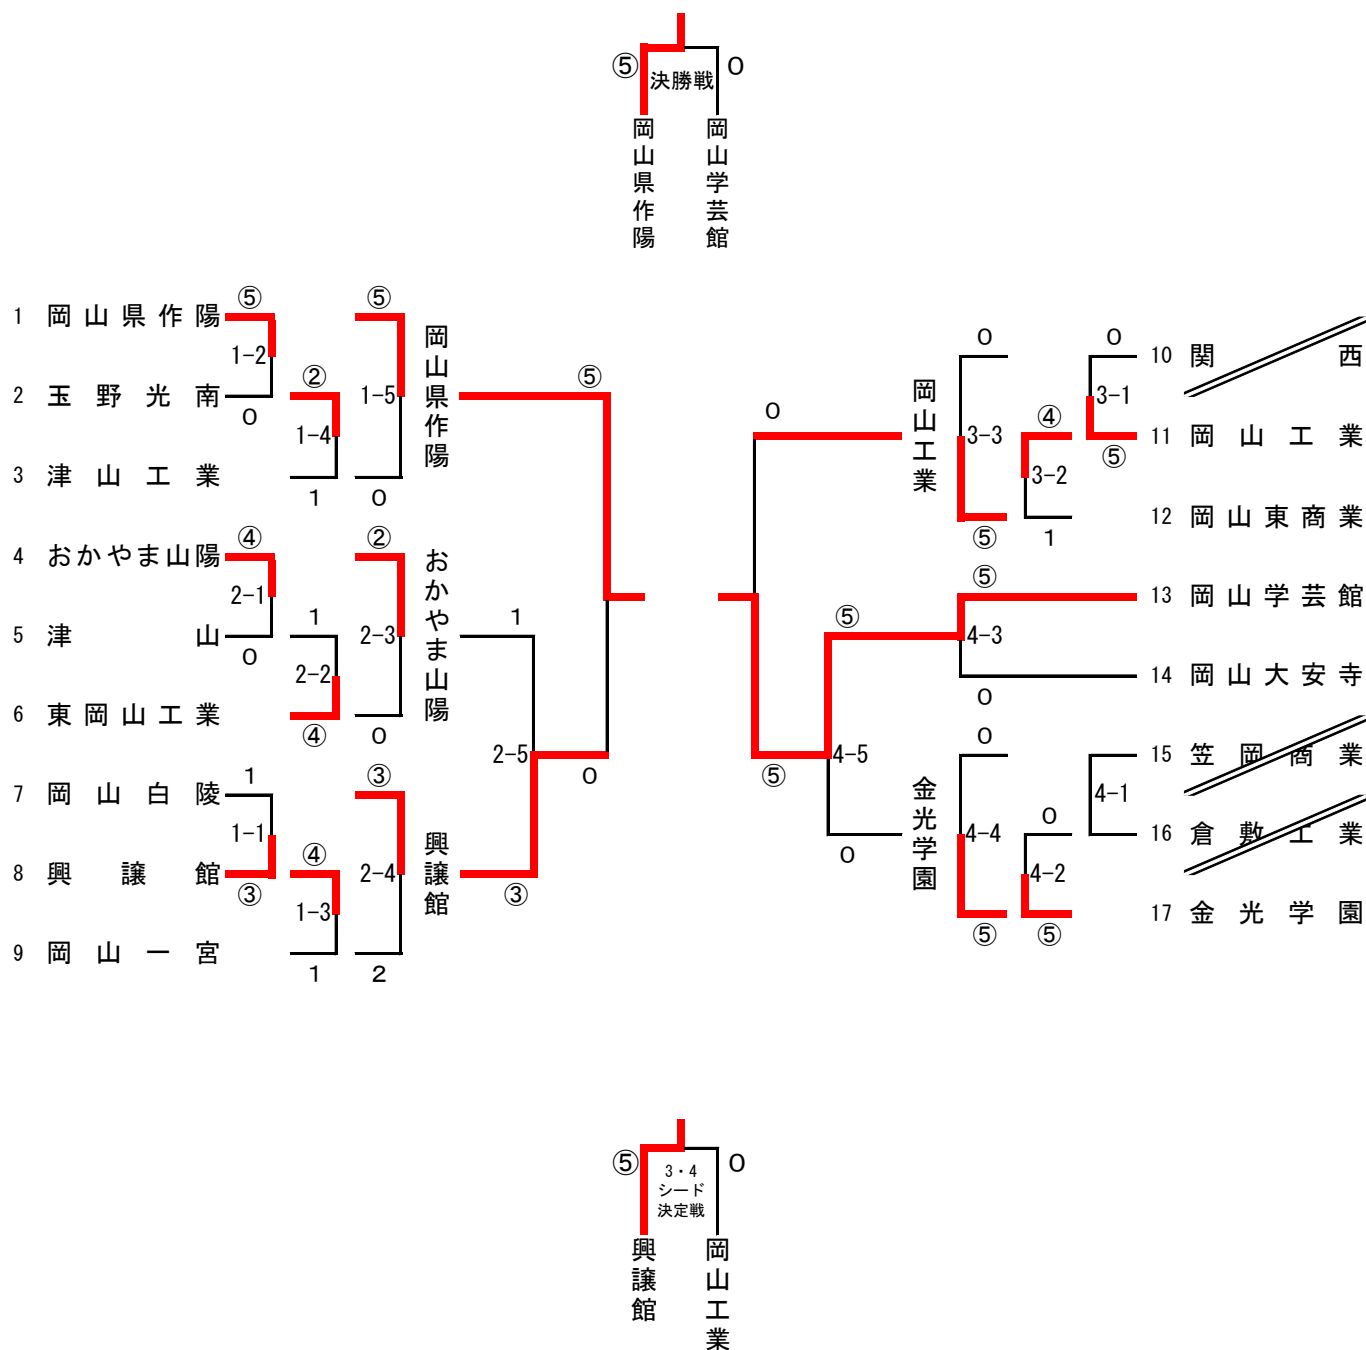 ⑤ 0
決勝戦
岡山県作陽
岡山学芸館
1 岡山県作陽
⑤
1-2
2 玉野光南
0
②
1-4
3 津山工業
1
⑤
1-5
0
岡山県作陽
⑤
4 おかやま山陽
④
2-1
5 津山
0
1
2-2
6 東岡山工業
④
②
2-3
0
おかやま山陽
1
7 岡山白陵
1
1-1
8 興譲館
③
④
1-3
9 岡山一宮
1
③
2-4
2
興譲館
③
2-5
0
0
岡山工業
0
3-3
⑤
④
3-2
1
0
3-1
⑤
10 関西
11 岡山工業
12 岡山東商業
⑤
⑤
4-3
0
13 岡山学芸館
14 岡山大安寺
⑤
4-5
0
金光学園
0
4-4
⑤
0
4-2
⑤
4-1
15 笠岡商業
16 倉敷工業
17 金光学園
⑤ 0
3・4
シード
決定戦
興譲館
岡山工業